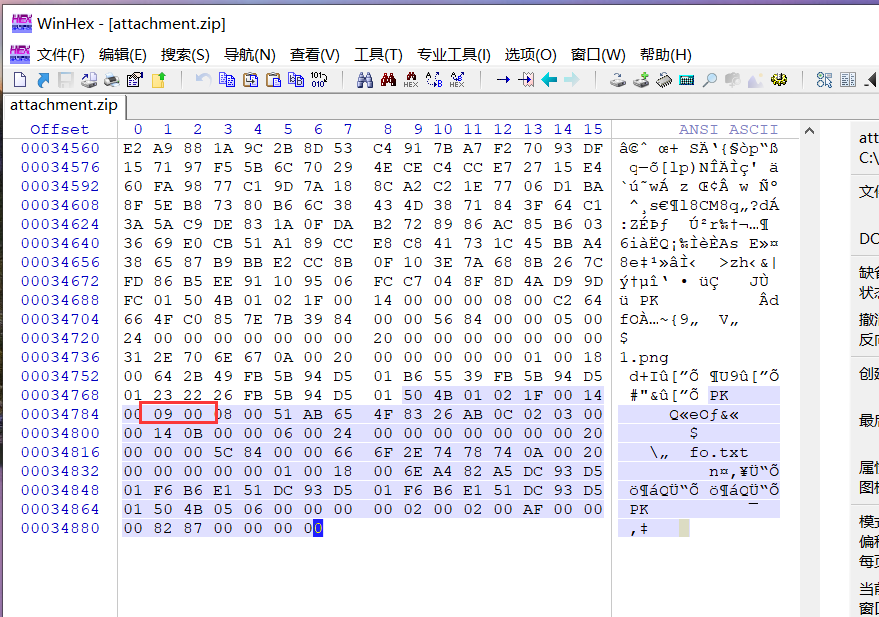 WinHex - [attachment.zip]
文件(F) 编辑(E) 搜索(S) 导航(N) 查看(V) 工具(T) 专业工具(I) 选项(O) 窗口(W) 帮助(H)
attachment.zip
Offset 0 1 2 3 4 5 6 7 8 9 10 11 12 13 14 15 ANSI ASCII
00034560 E2 A9 88 1A 9C 2B 8D 53 C4 91 7B A7 F2 70 93 DF
00034576 15 71 97 F5 5B 6C 70 29 4E CE C4 CC E7 27 15 E4
00034592 60 FA 98 77 C1 9D 7A 18 8C A2 C2 1E 77 06 D1 BA
00034608 8F 5E B8 73 80 B6 6C 38 43 4D 38 71 84 3F 64 C1
00034624 3A 5A C9 DE 83 1A 0F DA B2 72 89 86 AC 85 B6 03
00034640 36 69 E0 CB 51 A1 89 CC E8 C8 41 73 1C 45 BB A4
00034656 38 65 87 B9 BB E2 CC 8B 0F 10 3E 7A 68 8B 26 7C
00034672 FD 86 B5 EE 91 10 95 06 FC C7 04 8F 8D 4A D9 9D
00034688 FC 01 50 4B 01 02 1F 00 14 00 00 00 08 00 C2 64 ü PK Âd
00034704 66 4F C0 85 7E 7B 39 84 00 00 56 84 00 00 05 00 fOÀ…~{9„ V„
00034720 24 00 00 00 00 00 00 00 20 00 00 00 00 00 00 00 $
00034736 31 2E 70 6E 67 0A 00 20 00 00 00 00 00 01 00 18 1.png
00034752 00 64 2B 49 FB 5B 94 D5 01 B6 55 39 FB 5B 94 D5 d+Iû[”Õ ¶U9û[”Õ
00034768 01 23 22 26 FB 5B 94 D5 01 50 4B 01 02 1F 00 14 #"&û[”Õ PK
00034784 00 09 00 08 00 51 AB 65 4F 83 26 AB 0C 02 03 00 Q«eOƒ&«
00034800 00 14 0B 00 00 06 00 24 00 00 00 00 00 00 00 20 $
00034816 00 00 00 5C 84 00 00 66 6F 2E 74 78 74 0A 00 20 \„ fo.txt
00034832 00 00 00 00 00 01 00 18 00 6E A4 82 A5 DC 93 D5 n¤‚¥Ü“Õ
00034848 01 F6 B6 E1 51 DC 93 D5 01 F6 B6 E1 51 DC 93 D5 ö¶áQÜ“Õ ö¶áQÜ“Õ
00034864 01 50 4B 05 06 00 00 00 00 02 00 02 00 AF 00 00 PK ¯
00034880 00 82 87 00 00 00 00 ‚‡
att
C:\
文件
DC
缺省
状态
撤消
反向
创建
最后
属性
图标
模式
偏移
每页
当前
窗口